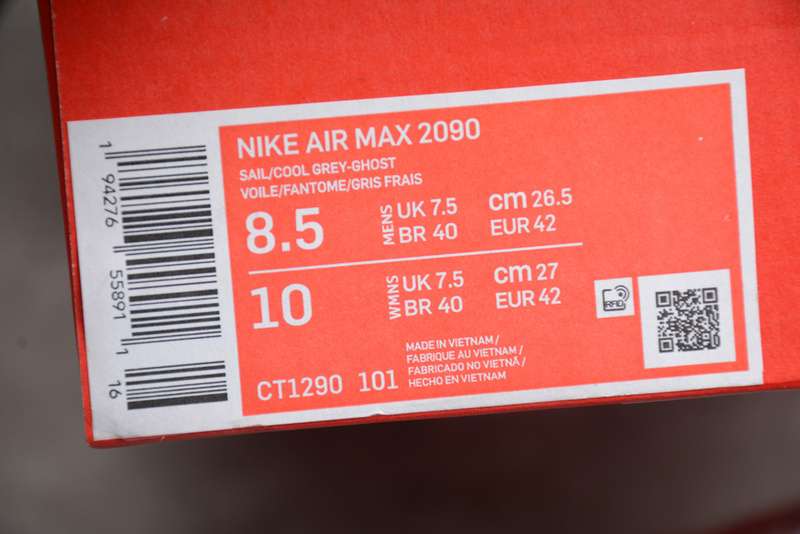 NIKE AIR MAX 2090
SAIL/COOL GREY-GHOST
VOILE/FANTOME/GRIS FRAIS
8.5 MENS UK 7.5 cm 26.5
BR 40 EUR 42
10 WMNS UK 7.5 cm 27
BR 40 EUR 42
MADE IN VIETNAM /
FABRIQUE AU VIETNAM /
FABRICADO NO VIETNÃ /
HECHO EN VIETNAM
CT1290 101
RFID
1 94276 55891 1 16